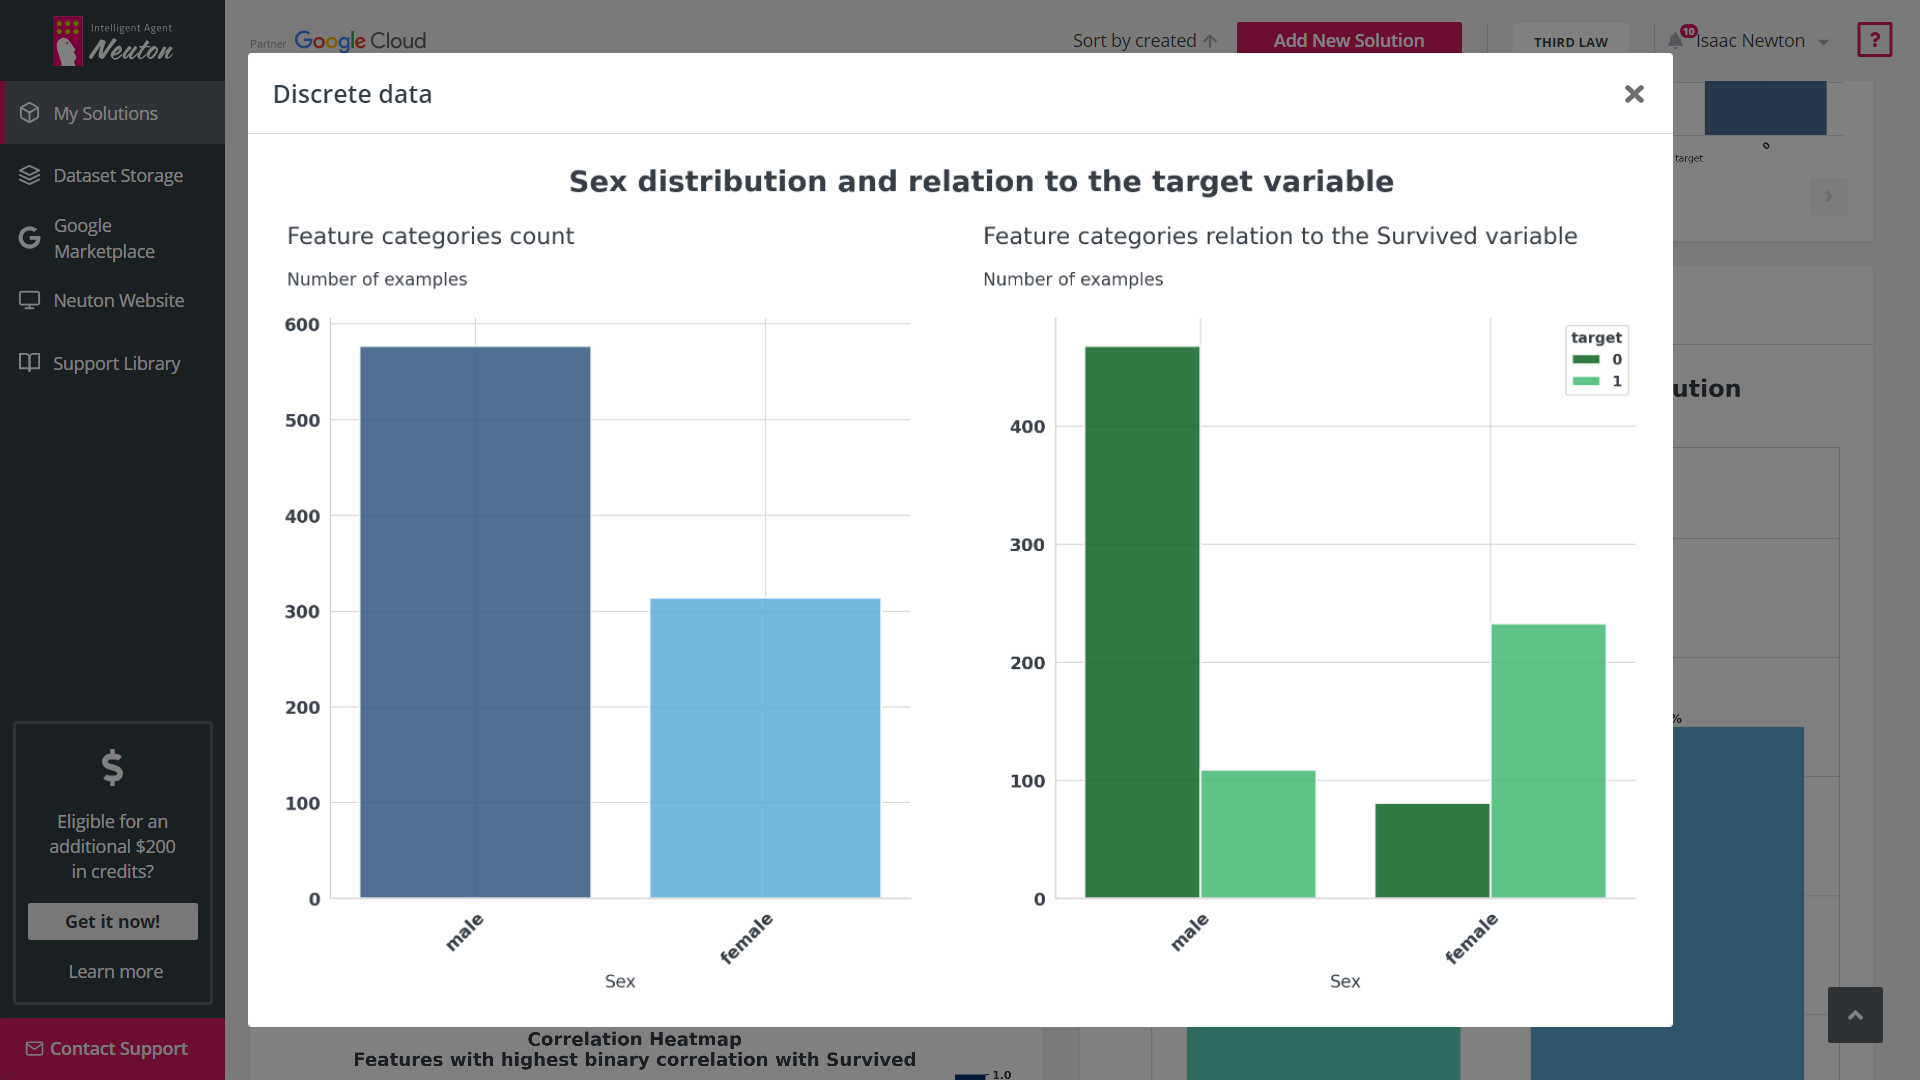 Intelligent Agent
Neuton
Partner Google Cloud
Sort by created
Add New Solution
THIRD LAW
10
Isaac Newton
?
My Solutions
Dataset Storage
Google
Marketplace
Neuton Website
Support Library
$
Eligible for an
additional $200
in credits?
Get it now!
Learn more
Contact Support
Discrete data
Sex distribution and relation to the target variable
Feature categories count
Number of examples
600
500
400
300
200
100
0
male
female
Sex
Feature categories relation to the Survived variable
Number of examples
target
0
1
400
300
200
100
0
male
female
Sex
target
0
ution
%
Correlation Heatmap
Features with highest binary correlation with Survived
1.0